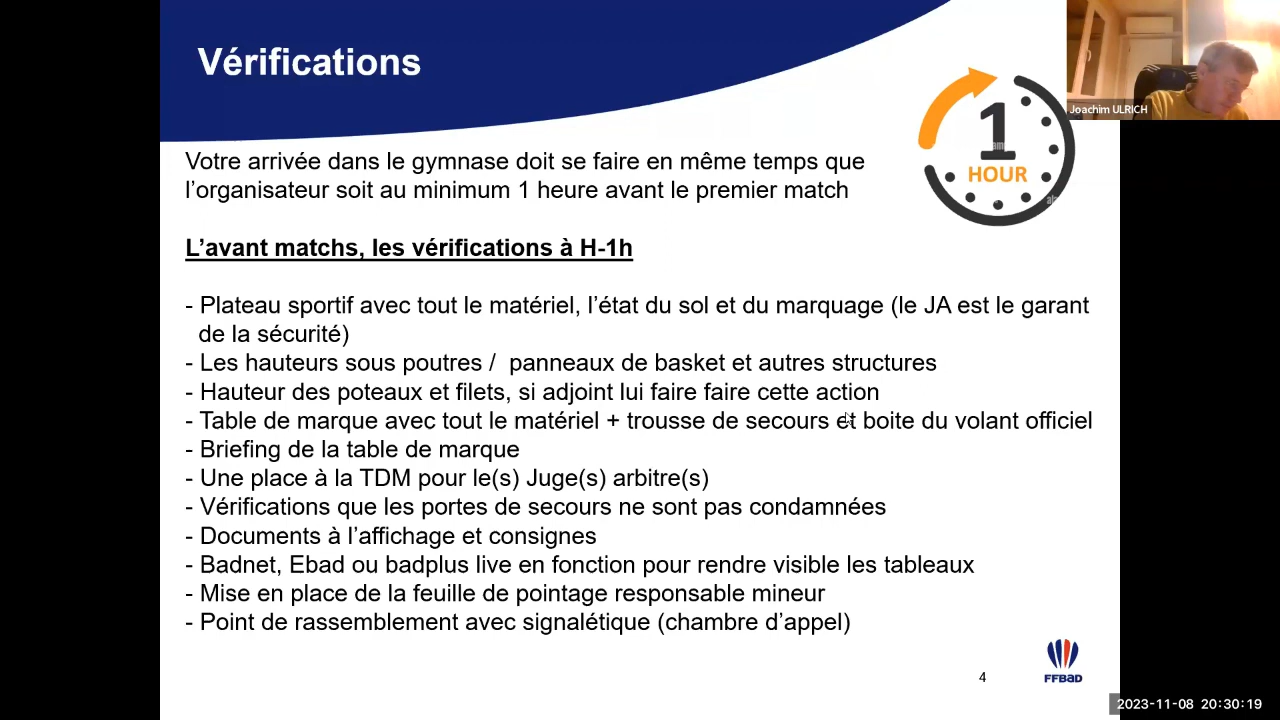 Vérifications
1
HOUR
Joachim ULRICH
Votre arrivée dans le gymnase doit se faire en même temps que
l’organisateur soit au minimum 1 heure avant le premier match
L’avant matchs, les vérifications à H-1h
- Plateau sportif avec tout le matériel, l’état du sol et du marquage (le JA est le garant
de la sécurité)
- Les hauteurs sous poutres / panneaux de basket et autres structures
- Hauteur des poteaux et filets, si adjoint lui faire faire cette action
- Table de marque avec tout le matériel + trousse de secours et boite du volant officiel
- Briefing de la table de marque
- Une place à la TDM pour le(s) Juge(s) arbitre(s)
- Vérifications que les portes de secours ne sont pas condamnées
- Documents à l’affichage et consignes
- Badnet, Ebad ou badplus live en fonction pour rendre visible les tableaux
- Mise en place de la feuille de pointage responsable mineur
- Point de rassemblement avec signalétique (chambre d’appel)
4
FFBaD
2023-11-08 20:30:19